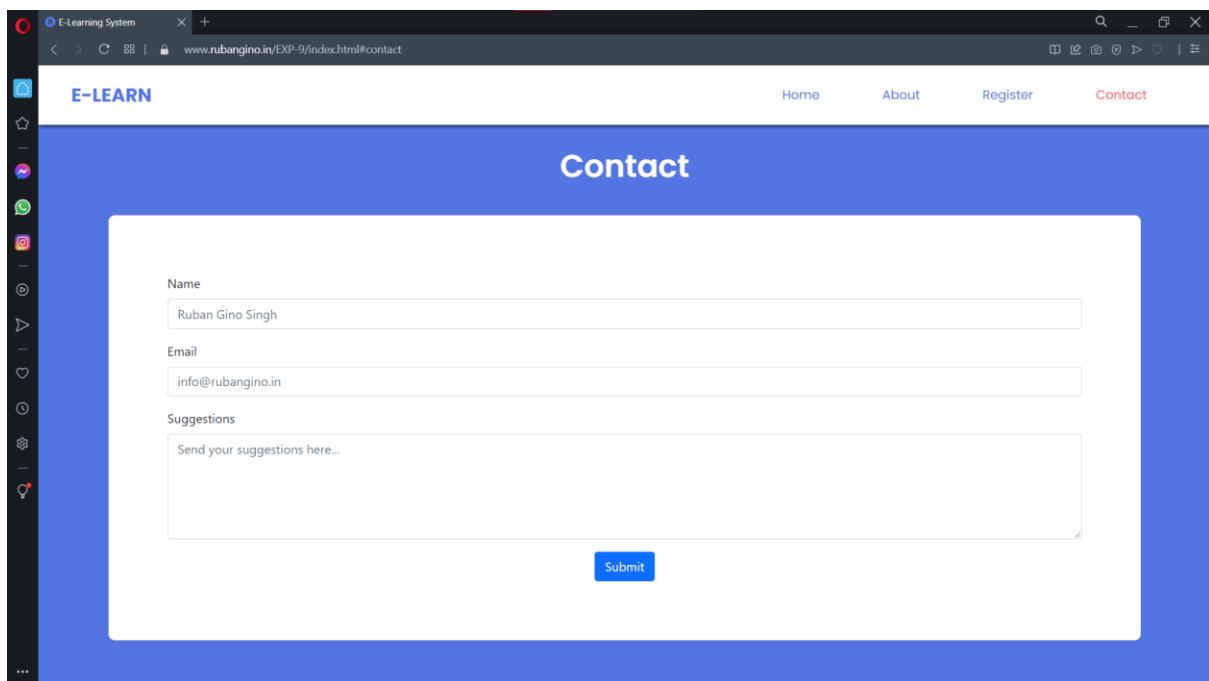 E-Learning System
www.rubangino.in/EXP-9/index.html#contact
E-LEARN Home About Register Contact
Contact
Name
Ruban Gino Singh
Email
info@rubangino.in
Suggestions
Send your suggestions here...
Submit